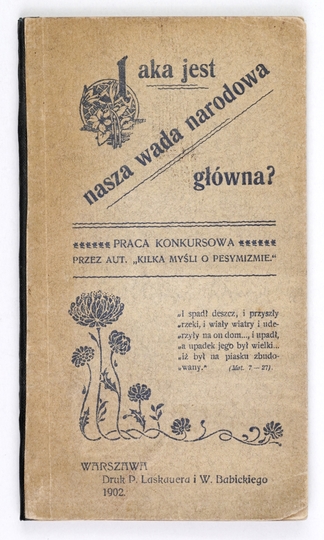 Jaka jest
nasza wada narodowa
główna?
PRACA KONKURSOWA
PRZEZ AUT. „KILKA MYŚLI O PESYMIZMIE.“
„I spadł deszcz, i przyszły
„rzeki, i wiały wiatry i ude-
„rzyły na on dom..., i upadł,
„a upadek jego był wielki...
„iż był na piasku zbudo-
„wany.“ (Mat. 7 — 27).
WARSZAWA
Druk P. Laskauera i W. Babickiego
1902.